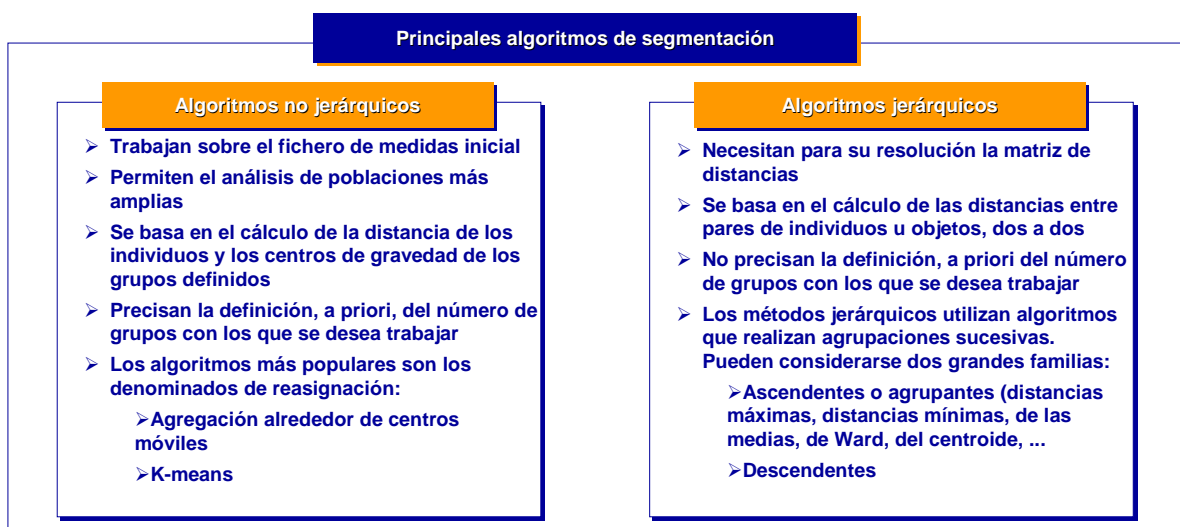 Principales algoritmos de segmentación
Algoritmos no jerárquicos
➢ Trabajan sobre el fichero de medidas inicial
➢ Permiten el análisis de poblaciones más
amplias
➢ Se basa en el cálculo de la distancia de los
individuos y los centros de gravedad de los
grupos definidos
➢ Precisan la definición, a priori, del número de
grupos con los que se desea trabajar
➢ Los algoritmos más populares son los
denominados de reasignación:
➢Agregación alrededor de centros
móviles
➢K-means
Algoritmos jerárquicos
➢ Necesitan para su resolución la matriz de
distancias
➢ Se basa en el cálculo de las distancias entre
pares de individuos u objetos, dos a dos
➢ No precisan la definición, a priori del número
de grupos con los que se desea trabajar
➢ Los métodos jerárquicos utilizan algoritmos
que realizan agrupaciones sucesivas.
Pueden considerarse dos grandes familias:
➢Ascendentes o agrupantes (distancias
máximas, distancias mínimas, de las
medias, de Ward, del centroide, ...
➢Descendentes